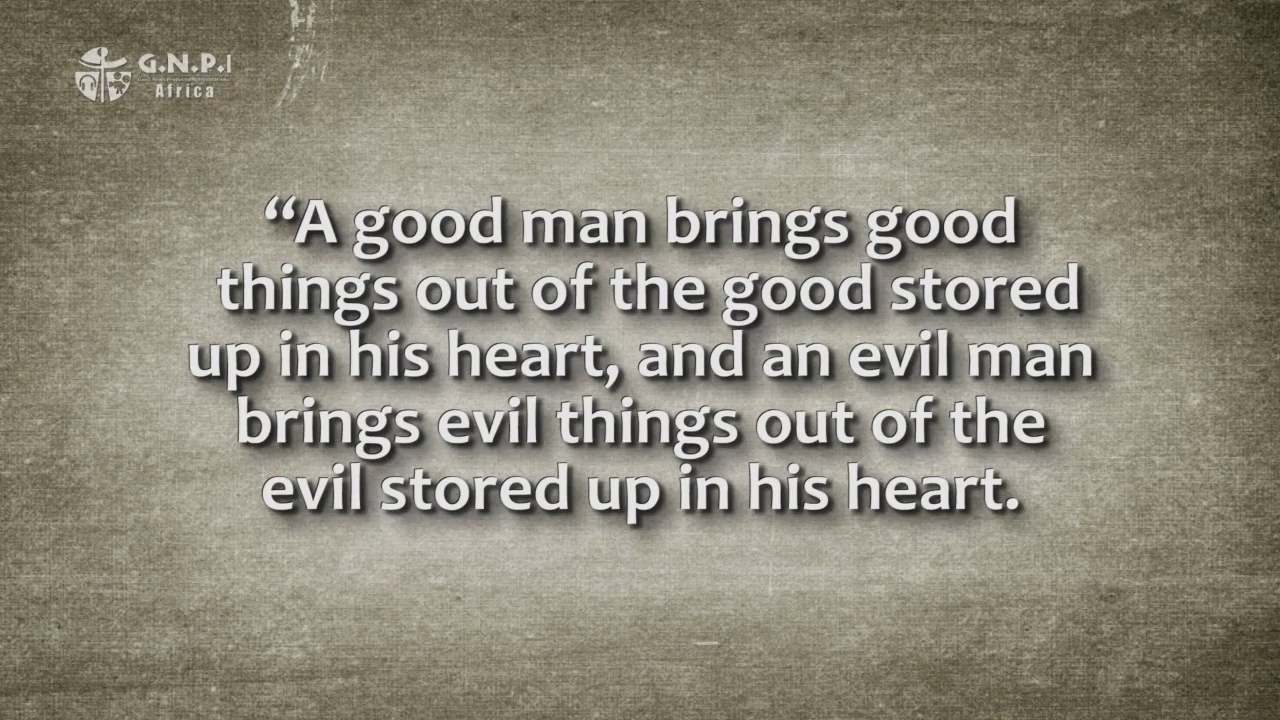 G.N.P.I
Africa
“A good man brings good
things out of the good stored
up in his heart, and an evil man
brings evil things out of the
evil stored up in his heart.